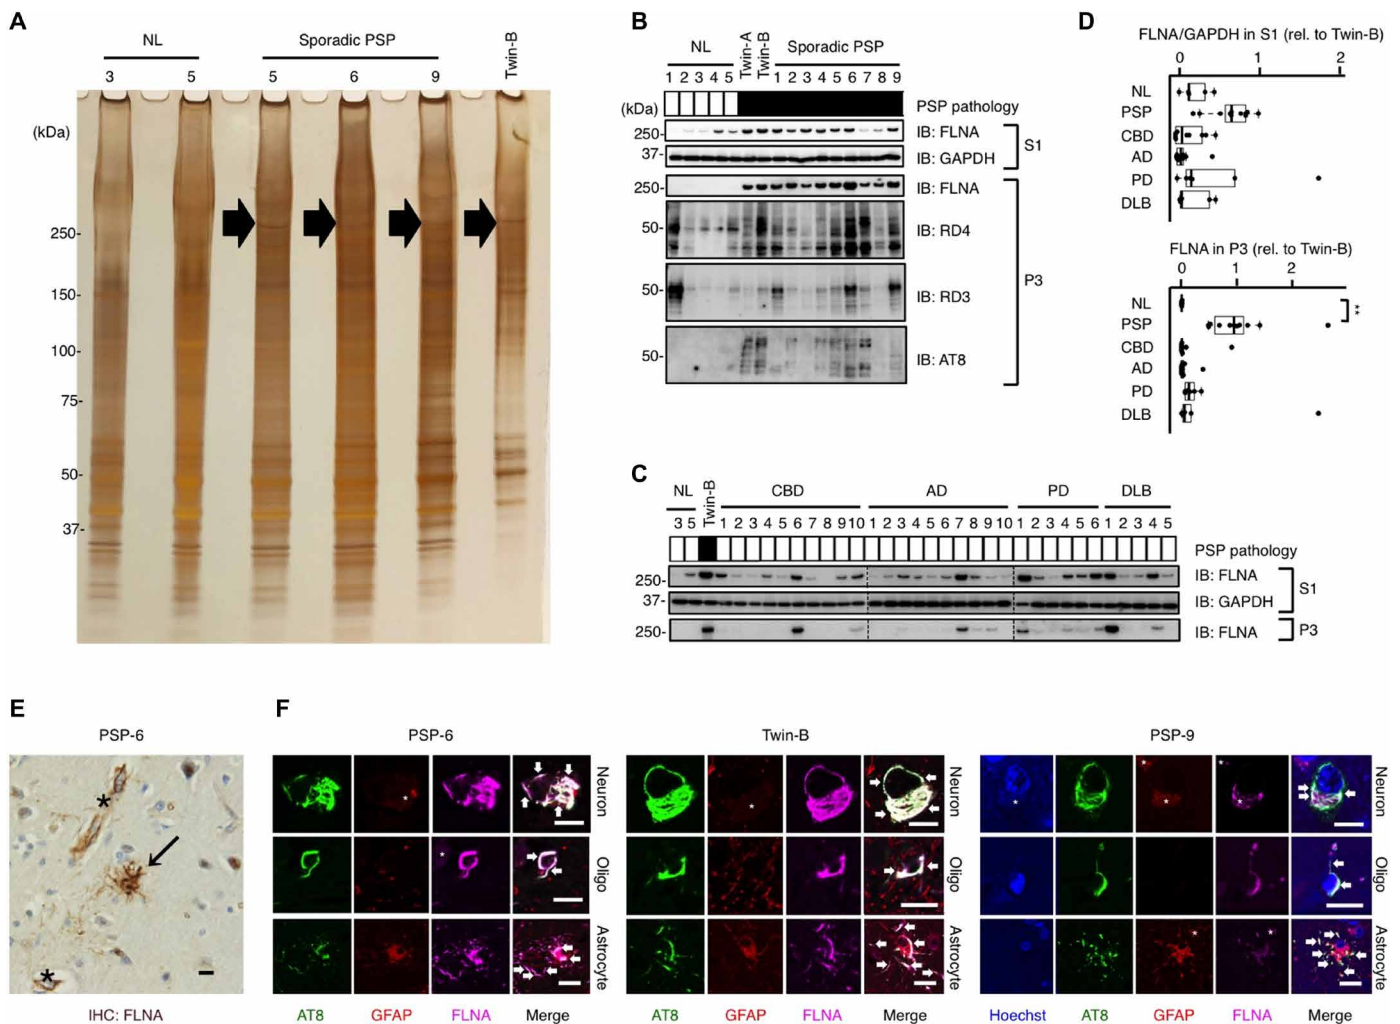 A
NL
Sporadic PSP
Twin-B
3
5
5
6
9
(kDa)
250-
150-
100-
75-
50-
37-
B
NL
Twin-A
Twin-B
Sporadic PSP
1 2 3 4 5
1 2 3 4 5 6 7 8 9
(kDa)
PSP pathology
250-
IB: FLNA
37-
IB: GAPDH
S1
250-
IB: FLNA
50-
IB: RD4
50-
IB: RD3
50-
IB: AT8
P3
D
FLNA/GAPDH in S1 (rel. to Twin-B)
0 1 2
NL
PSP
CBD
AD
PD
DLB
FLNA in P3 (rel. to Twin-B)
0 1 2
NL
**
PSP
CBD
AD
PD
DLB
C
NL
Twin-B
CBD
AD
PD
DLB
3 5
1 2 3 4 5 6 7 8 9 10
1 2 3 4 5 6 7 8 9 10
1 2 3 4 5 6
1 2 3 4 5
PSP pathology
250-
IB: FLNA
37-
IB: GAPDH
S1
250-
IB: FLNA
P3
E
PSP-6
*
*
IHC: FLNA
F
PSP-6
Neuron
Oligo
Astrocyte
AT8 GFAP FLNA Merge
Twin-B
Neuron
Oligo
Astrocyte
AT8 GFAP FLNA Merge
PSP-9
Neuron
Oligo
Astrocyte
Hoechst AT8 GFAP FLNA Merge